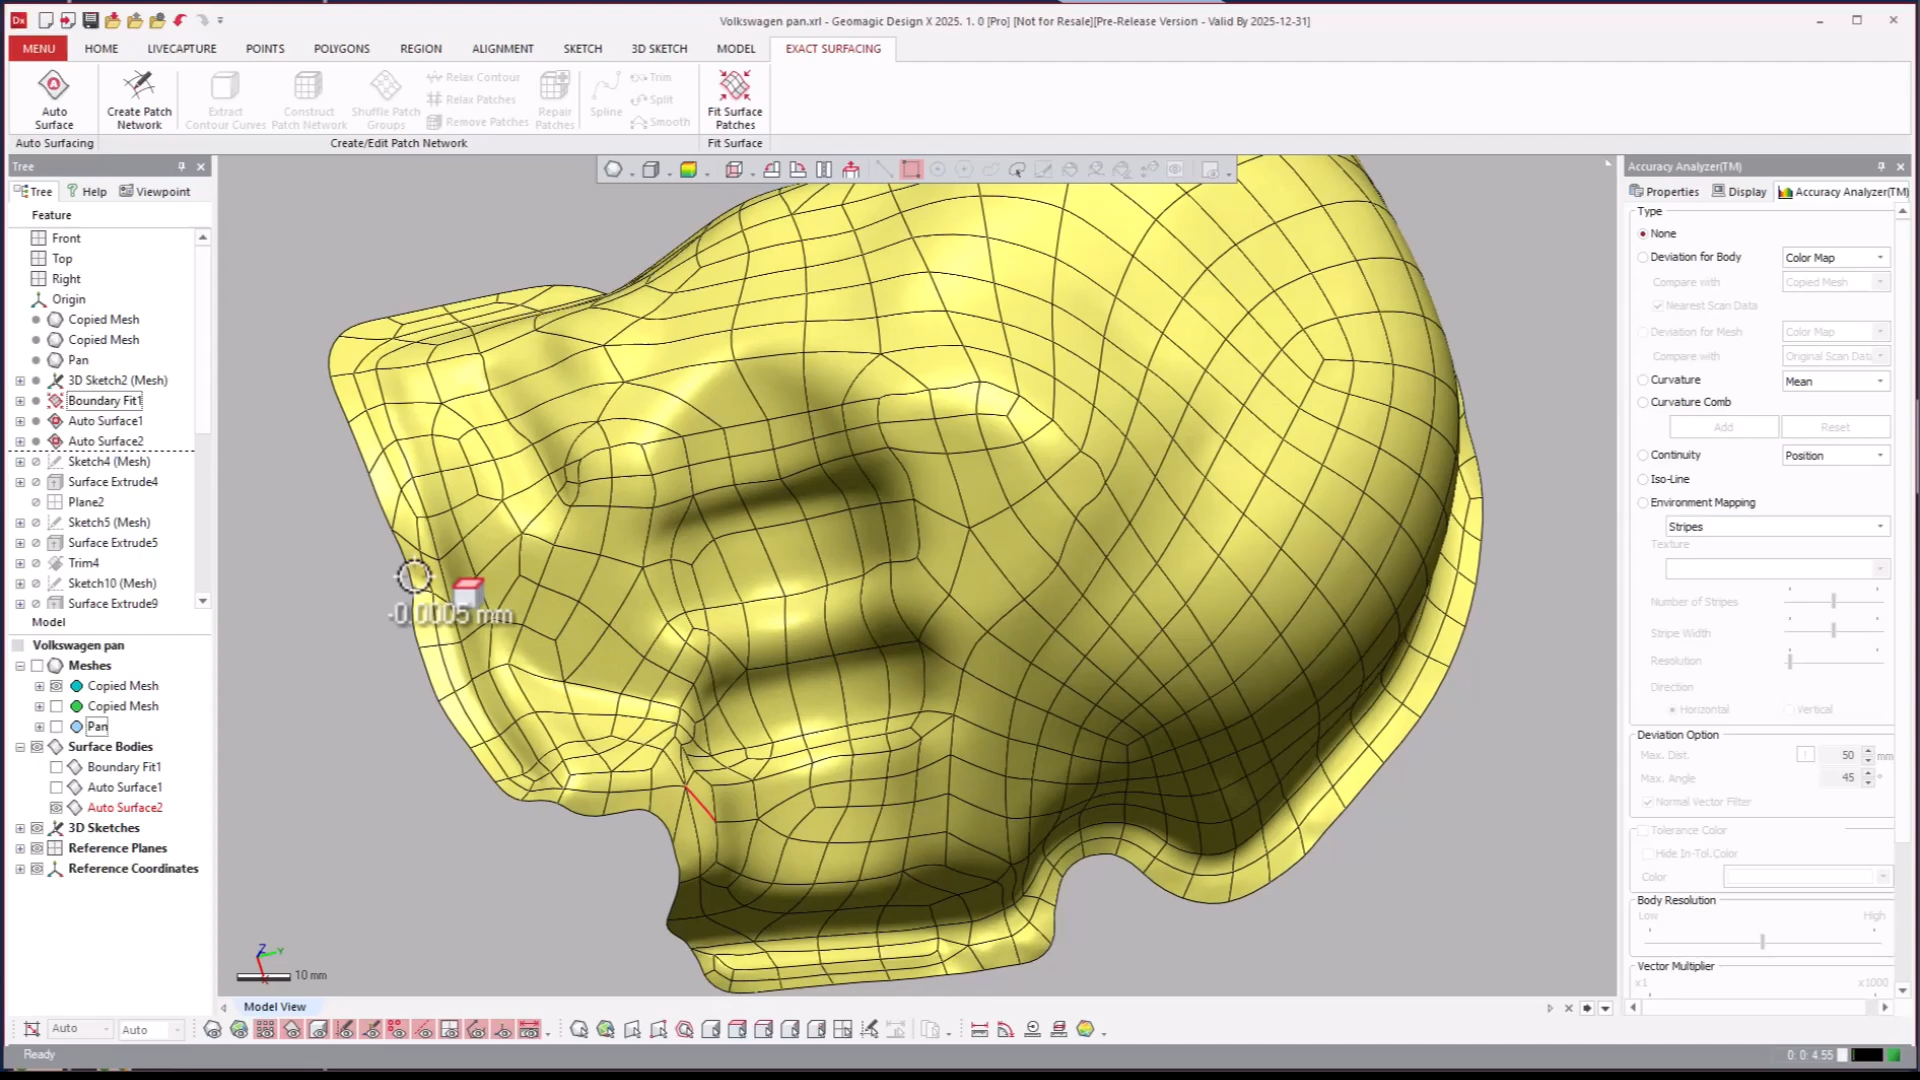 Volkswagen pan.xrl - Geomagic Design X 2025. 1. 0 [Pro] [Not for Resale][Pre-Release Version - Valid By 2025-12-31]
MENU HOME LIVECAPTURE POINTS POLYGONS REGION ALIGNMENT SKETCH 3D SKETCH MODEL EXACT SURFACING
Auto Surface
Create Patch Network
Extract Contour Curves
Construct Patch Network
Shuffle Patch Groups
Relax Contour
Relax Patches
Remove Patches
Repair Patches
Spline
Trim
Split
Smooth
Fit Surface Patches
Auto Surfacing Create/Edit Patch Network Fit Surface
Tree
Tree Help Viewpoint
Feature
Front
Top
Right
Origin
Copied Mesh
Copied Mesh
Pan
3D Sketch2 (Mesh)
Boundary Fit1
Auto Surface1
Auto Surface2
Sketch4 (Mesh)
Surface Extrude4
Plane2
Sketch5 (Mesh)
Surface Extrude5
Trim4
Sketch10 (Mesh)
Surface Extrude9
Model
Volkswagen pan
Meshes
Copied Mesh
Copied Mesh
Pan
Surface Bodies
Boundary Fit1
Auto Surface1
Auto Surface2
3D Sketches
Reference Planes
Reference Coordinates
-0.0005 mm
Z Y
X
10 mm
Model View
Accuracy Analyzer(TM)
Properties Display Accuracy Analyzer(TM)
Type
None
Deviation for Body Color Map
Compare with Copied Mesh
Nearest Scan Data
Deviation for Mesh Color Map
Compare with Original Scan Data
Curvature Mean
Curvature Comb
Add Reset
Continuity Position
Iso-Line
Environment Mapping
Stripes
Texture
Number of Stripes
Stripe Width
Resolution
Direction
Horizontal Vertical
Deviation Option
Max. Dist. 50 mm
Max. Angle 45 °
Normal Vector Filter
Tolerance Color
Hide In-Tol.Color
Color
Body Resolution
Low High
Vector Multiplier
x1 x1000
Auto Auto
Ready
0: 0: 4.55